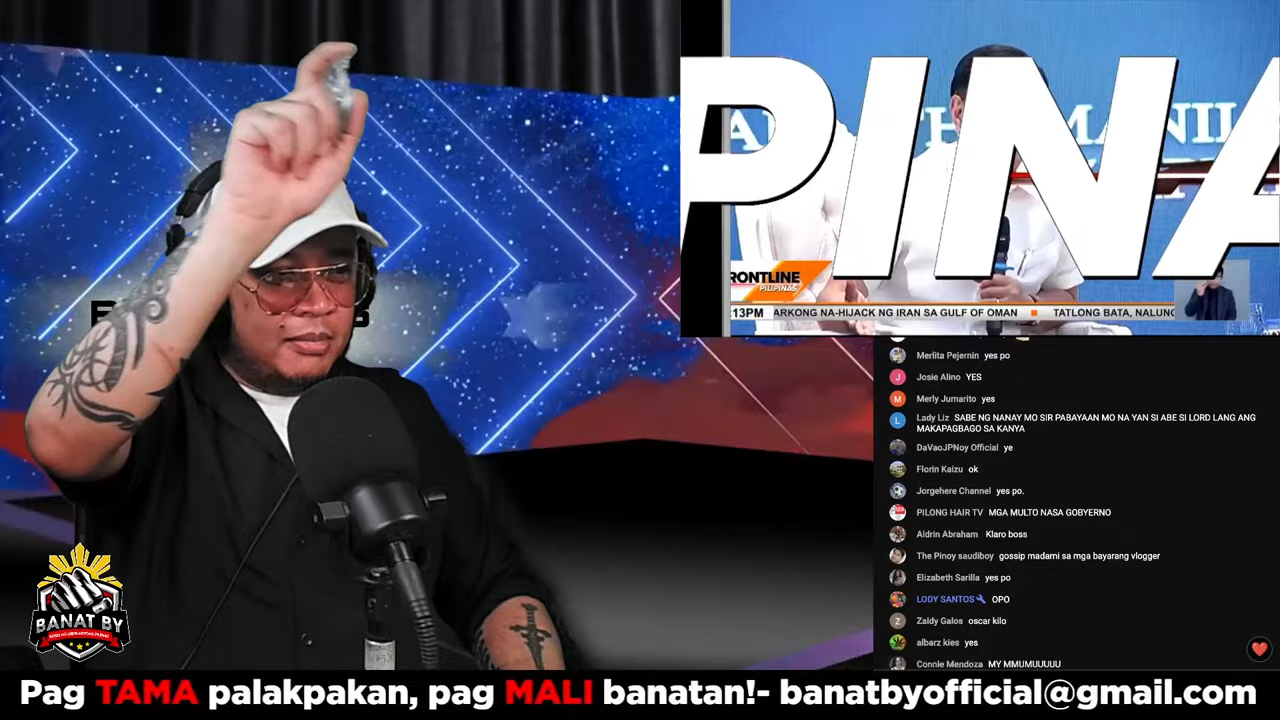 PINA
RONTLINE
PILIPINAS
:13PM ARKONG NA-HIJACK NG IRAN SA GULF OF OMAN TATLONG BATA, NALUNO
Merlita Pejernin yes po
J Josie Alino YES
M Merly Jumarito yes
L Lady Liz SABE NG NANAY MO SIR PABAYAAN MO NA YAN SI ABE SI LORD LANG ANG
MAKAPAGBAGO SA KANYA
DaVaoJPNoy Official ye
Florin Kaizu ok
Jorgehere Channel yes po.
PILONG HAIR TV MGA MULTO NASA GOBYERNO
Aldrin Abraham Klaro boss
The Pinoy saudiboy gossip madami sa mga bayarang vlogger
Elizabeth Sarilla yes po
LODY SANTOS OPO
Z Zaldy Galos oscar kilo
albarz kies yes
Connie Mendoza MY MMUMUUUUU
BANAT BY
Pag TAMA palakpakan, pag MALI banatan!- banatbyofficial@gmail.com